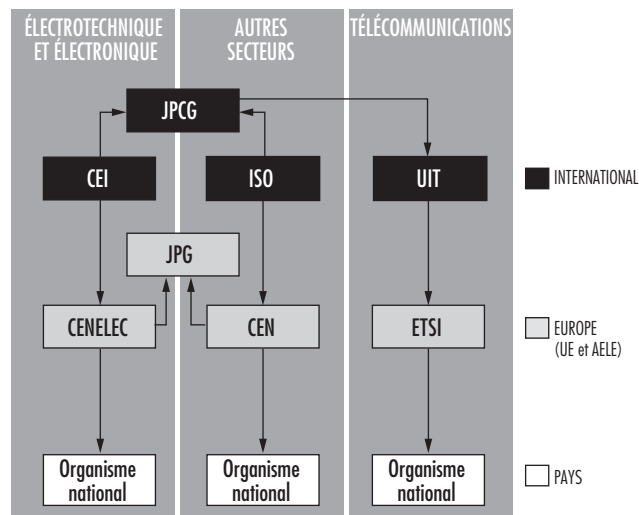 ÉLECTROTECHNIQUE
ET ÉLECTRONIQUE
AUTRES
SECTEURS
TÉLÉCOMMUNICATIONS
JPCG
CEI
ISO
UIT
INTERNATIONAL
JPG
CENELEC
CEN
ETSI
EUROPE
(UE et AELE)
Organisme
national
Organisme
national
Organisme
national
PAYS